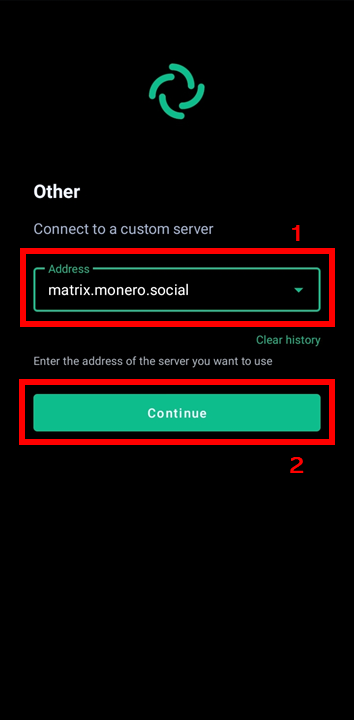 Other
Connect to a custom server
1
Address
matrix.monero.social
Clear history
Enter the address of the server you want to use
Continue
2